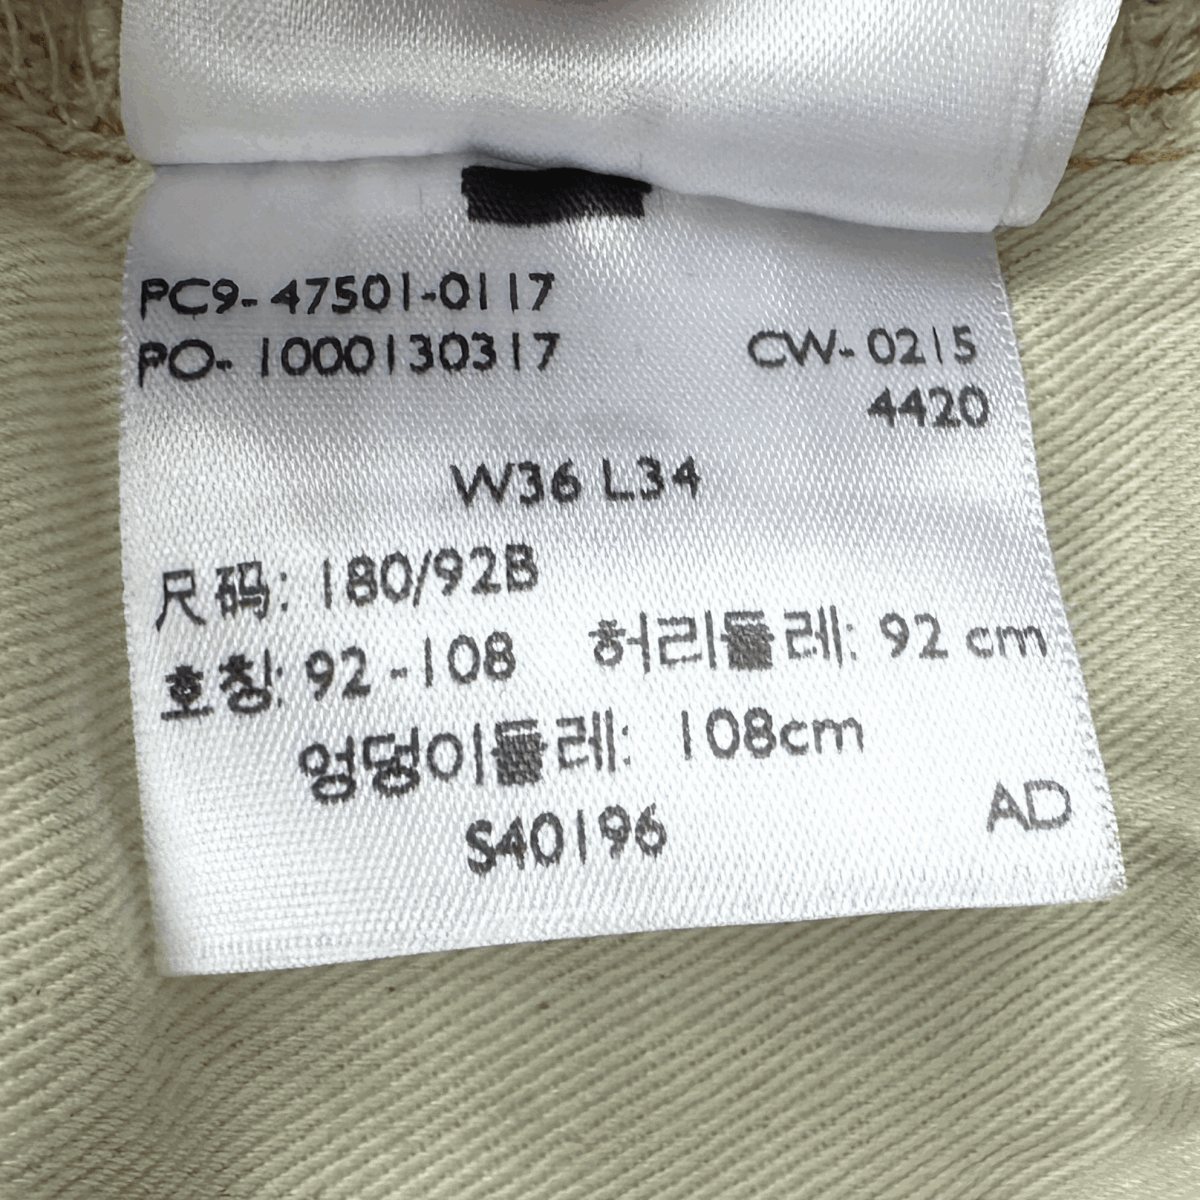 PC9-47501-0117
PO-1000130317
CW-0215
4420
W36 L34
尺码: 180/92B
호칭: 92-108 허리둘레: 92 cm
엉덩이둘레: 108cm
S40196
AD